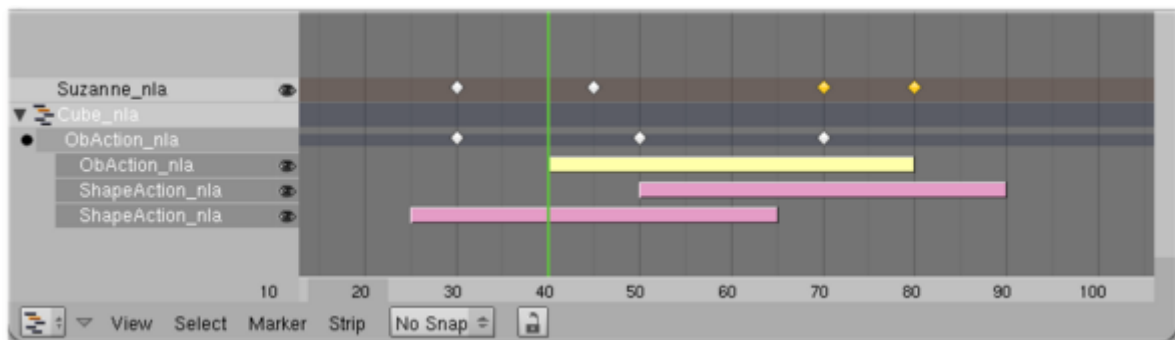 Suzanne_nla
Cube_nla
ObAction_nla
ObAction_nla
ShapeAction_nla
ShapeAction_nla
10 20 30 40 50 60 70 80 90 100
View Select Marker Strip No Snap